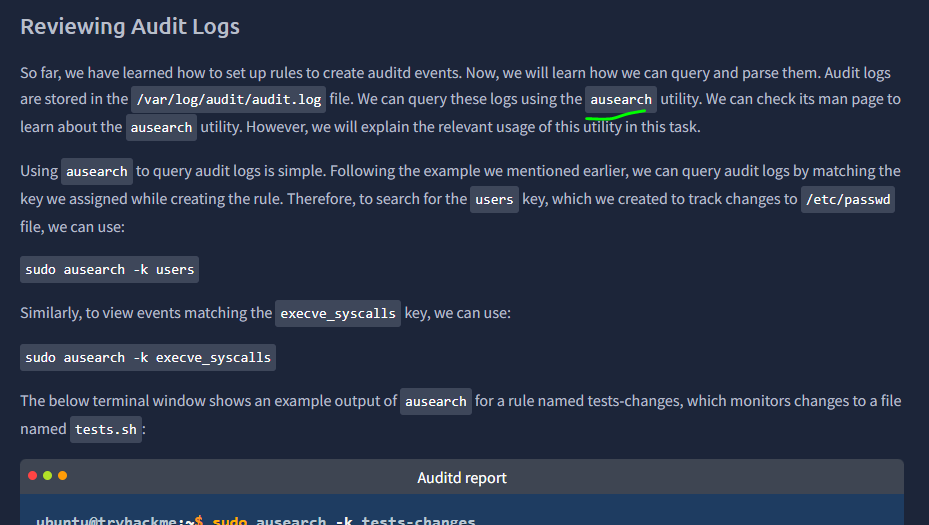 Reviewing Audit Logs
So far, we have learned how to set up rules to create auditd events. Now, we will learn how we can query and parse them. Audit logs
are stored in the /var/log/audit/audit.log file. We can query these logs using the ausearch utility. We can check its man page to
learn about the ausearch utility. However, we will explain the relevant usage of this utility in this task.
Using ausearch to query audit logs is simple. Following the example we mentioned earlier, we can query audit logs by matching the
key we assigned while creating the rule. Therefore, to search for the users key, which we created to track changes to /etc/passwd
file, we can use:
sudo ausearch -k users
Similarly, to view events matching the execve_syscalls key, we can use:
sudo ausearch -k execve_syscalls
The below terminal window shows an example output of ausearch for a rule named tests-changes, which monitors changes to a file
named tests.sh:
Auditd report
ubuntu@tryhackme:~$ sudo ausearch -k tests-changes